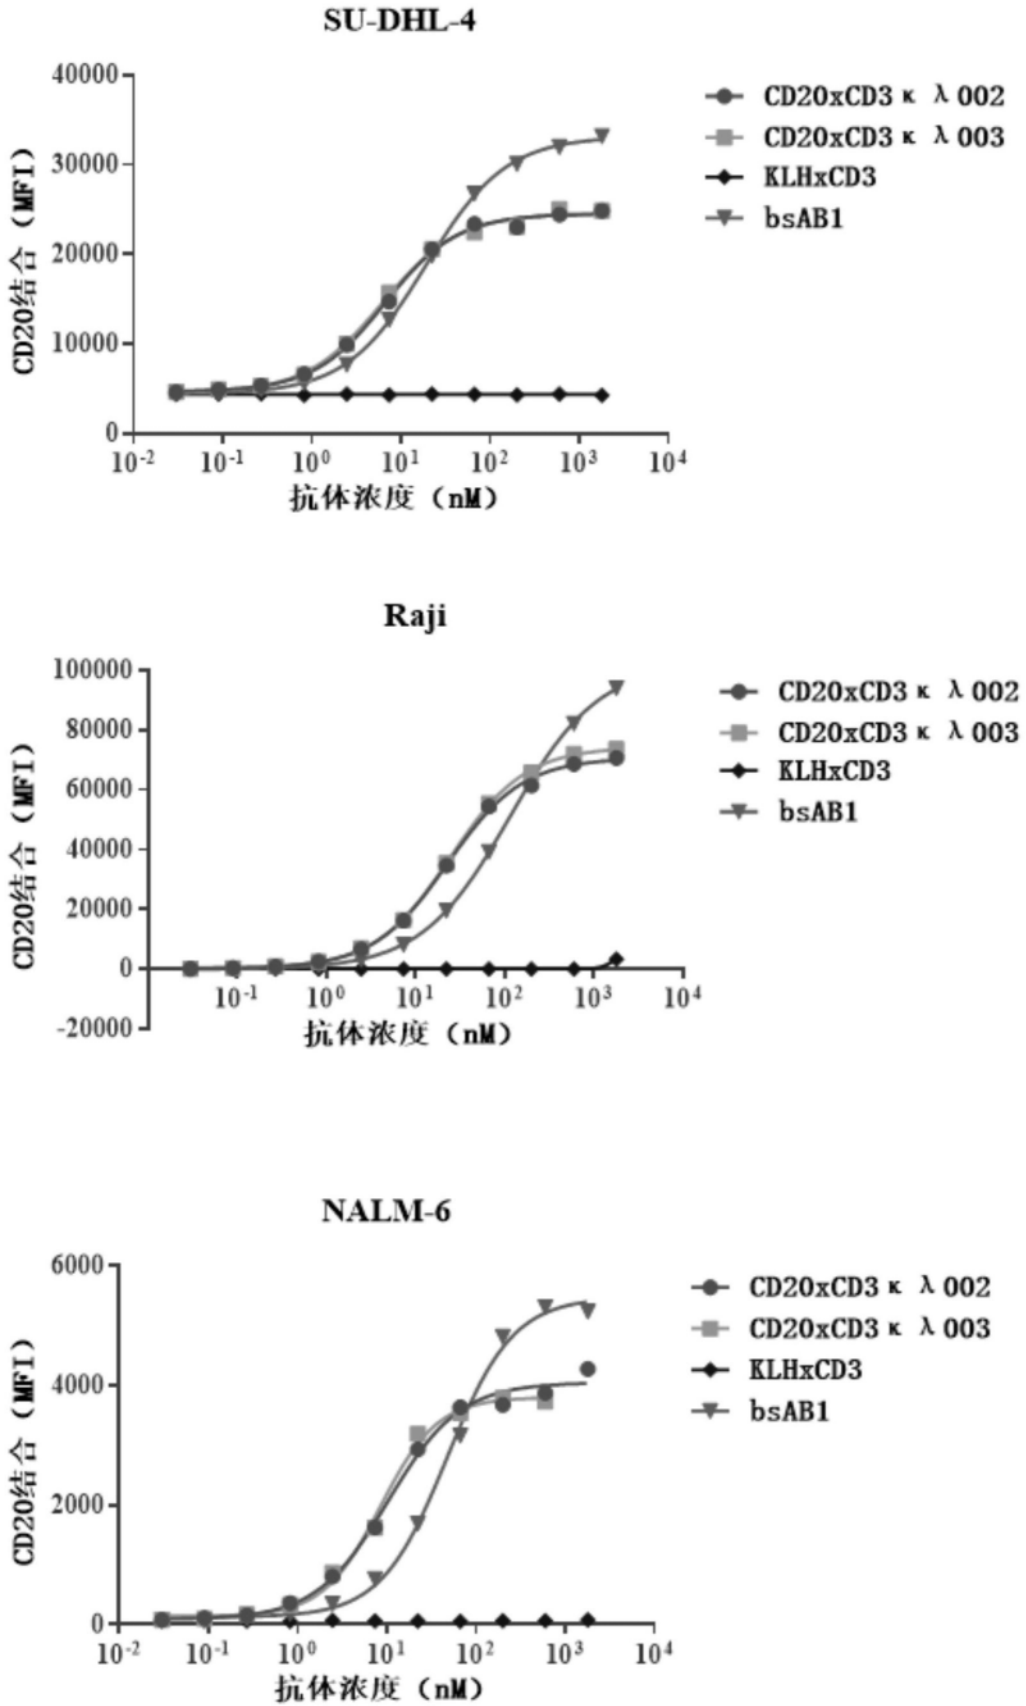 SU-DHL-4
CD20结合（MFI）
40000
30000
20000
10000
0
10-2 10-1 100 101 102 103 104
抗体浓度（nM）
CD20xCD3 κ λ 002
CD20xCD3 κ λ 003
KLHxCD3
bsAB1
Raji
CD20结合（MFI）
100000
80000
60000
40000
20000
0
-20000
10-1 100 101 102 103 104
抗体浓度（nM）
CD20xCD3 κ λ 002
CD20xCD3 κ λ 003
KLHxCD3
bsAB1
NALM-6
CD20结合（MFI）
6000
4000
2000
0
10-2 10-1 100 101 102 103 104
抗体浓度（nM）
CD20xCD3 κ λ 002
CD20xCD3 κ λ 003
KLHxCD3
bsAB1